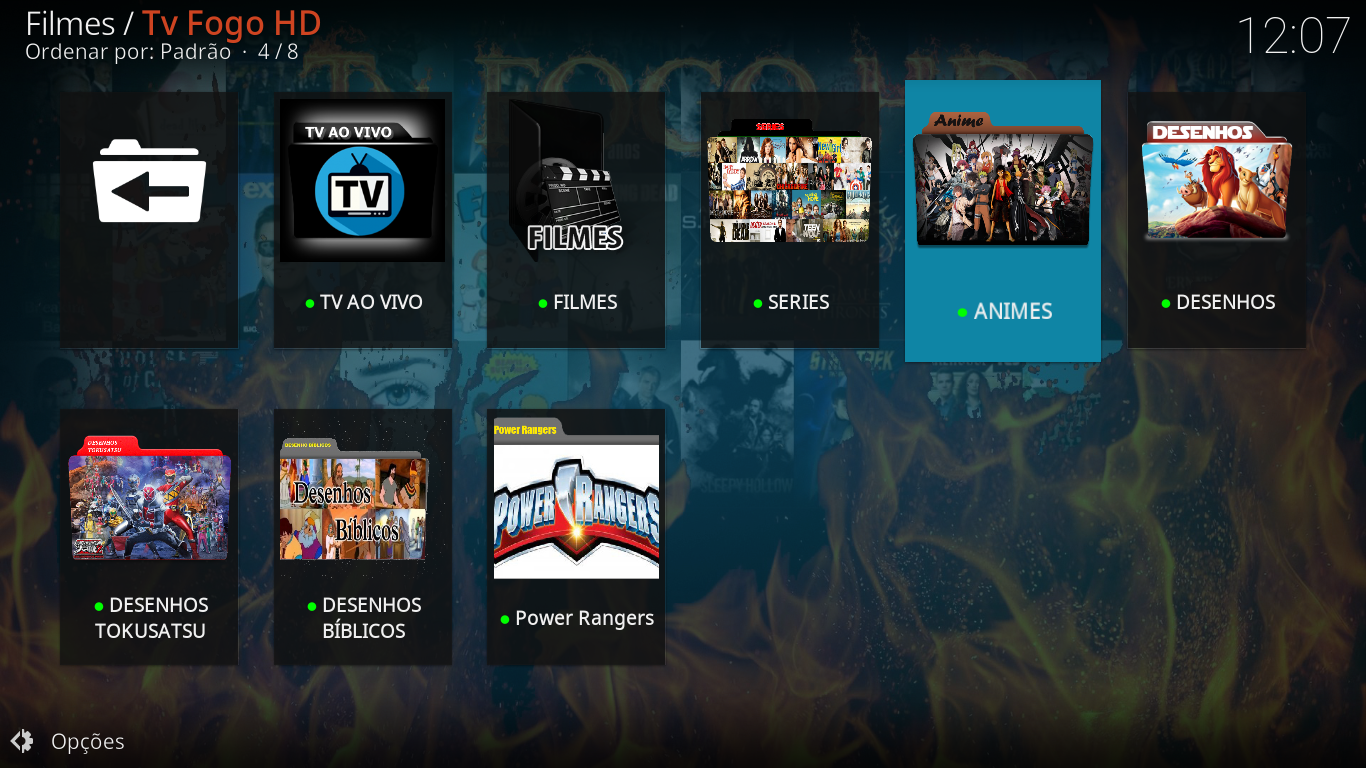 Filmes / Tv Fogo HD
Ordenar por: Padrão · 4 / 8
12:07
TV AO VIVO
TV
● TV AO VIVO
FILMES
● FILMES
SERIES
● SERIES
Anime
● ANIMES
DESENHOS
● DESENHOS
DESENHOS
TOKUSATSU
● DESENHOS
TOKUSATSU
DESENHO BIBLICOS
Desenhos
Bíblicos
● DESENHOS
BÍBLICOS
Power Rangers
POWER RANGERS
● Power Rangers
Opções